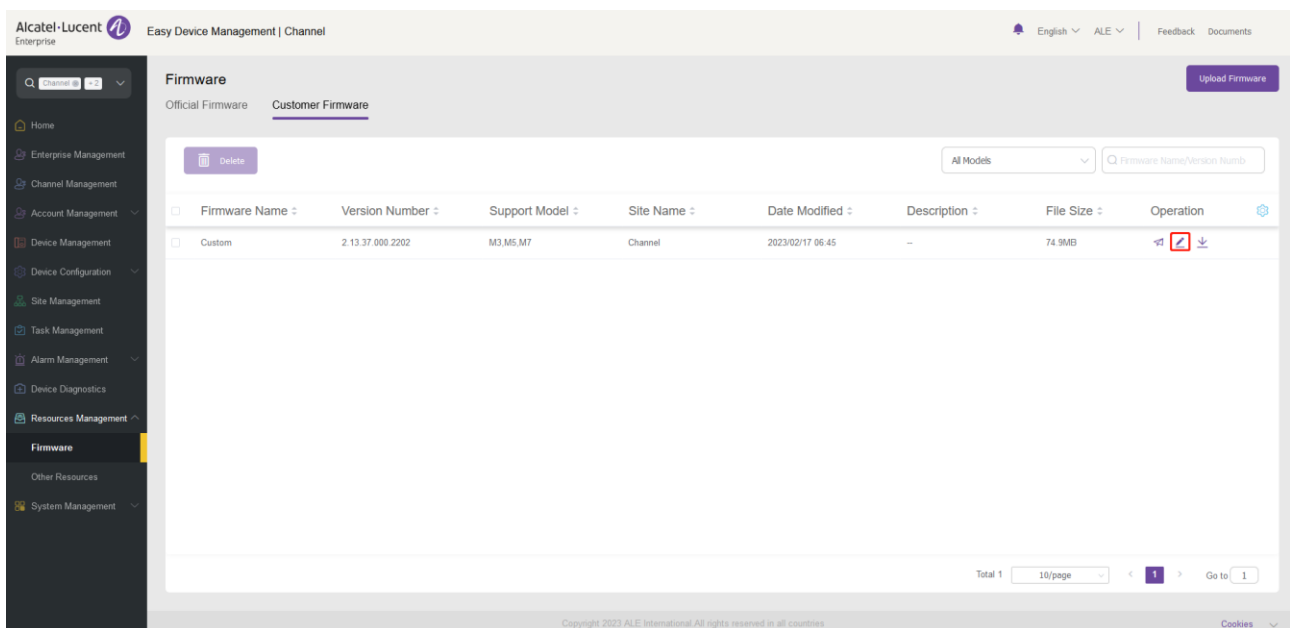 Alcatel·Lucent
Enterprise
Easy Device Management | Channel
English ALE Feedback Documents
Channel + 2
Firmware
Upload Firmware
Official Firmware Customer Firmware
Home
Enterprise Management
Channel Management
Account Management
Device Management
Device Configuration
Site Management
Task Management
Alarm Management
Device Diagnostics
Resources Management
Firmware
Other Resources
System Management
Delete
All Models
Firmware Name/Version Numb
Firmware Name Version Number Support Model Site Name Date Modified Description File Size Operation
Custom 2.13.37.000.2202 M3,M5,M7 Channel 2023/02/17 06:45 -- 74.9MB
Total 1 10/page 1 Go to 1
Copyright 2023 ALE International All rights reserved in all countries
Cookies